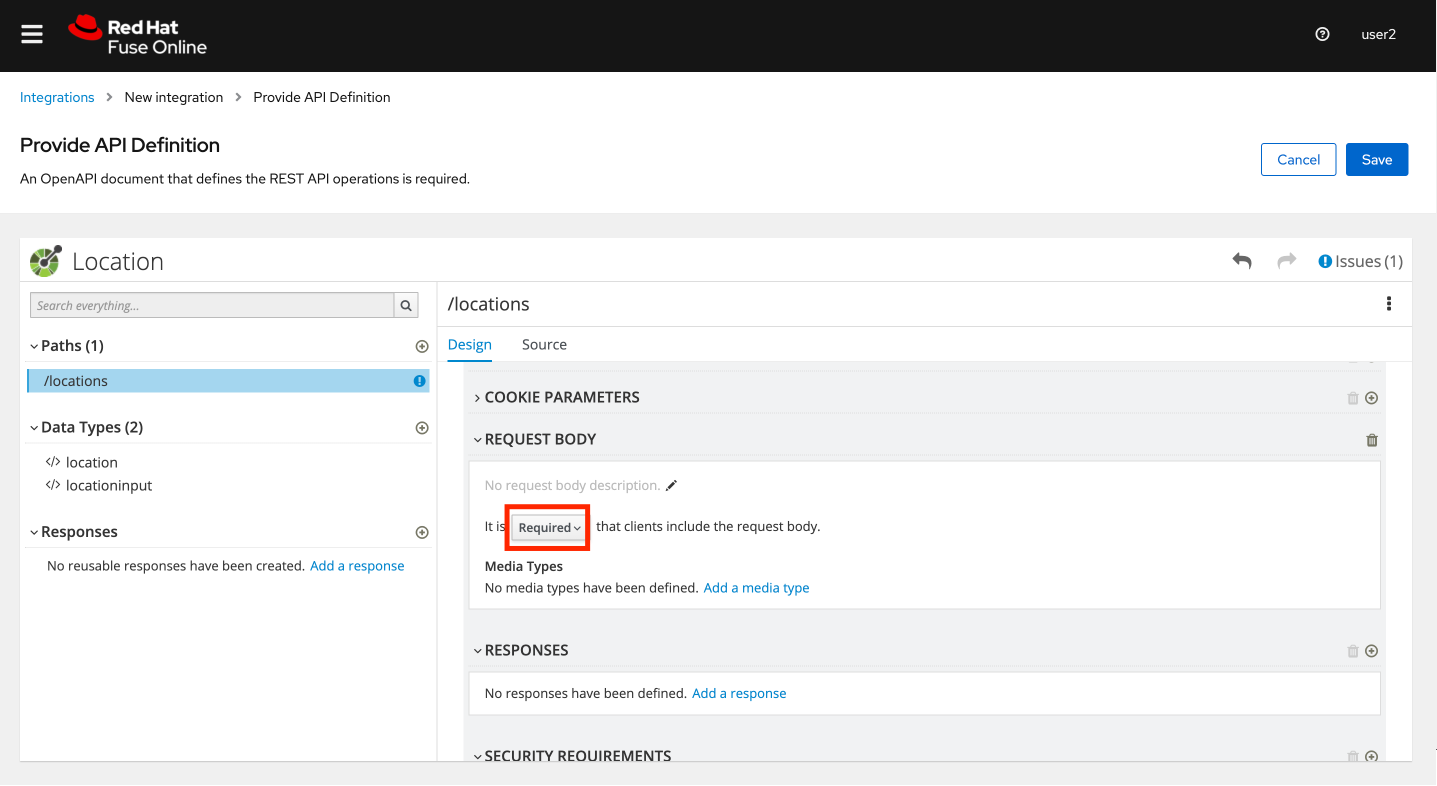 Red Hat
Fuse Online
user2
Integrations > New integration > Provide API Definition
Provide API Definition
Cancel
Save
An OpenAPI document that defines the REST API operations is required.
Location
Issues (1)
Search everything...
/locations
Paths (1)
Design Source
/locations
COOKIE PARAMETERS
Data Types (2)
REQUEST BODY
location
locationinput
No request body description.
It is Required that clients include the request body.
Responses
No reusable responses have been created. Add a response
Media Types
No media types have been defined. Add a media type
RESPONSES
No responses have been defined. Add a response
SECURITY REQUIREMENTS